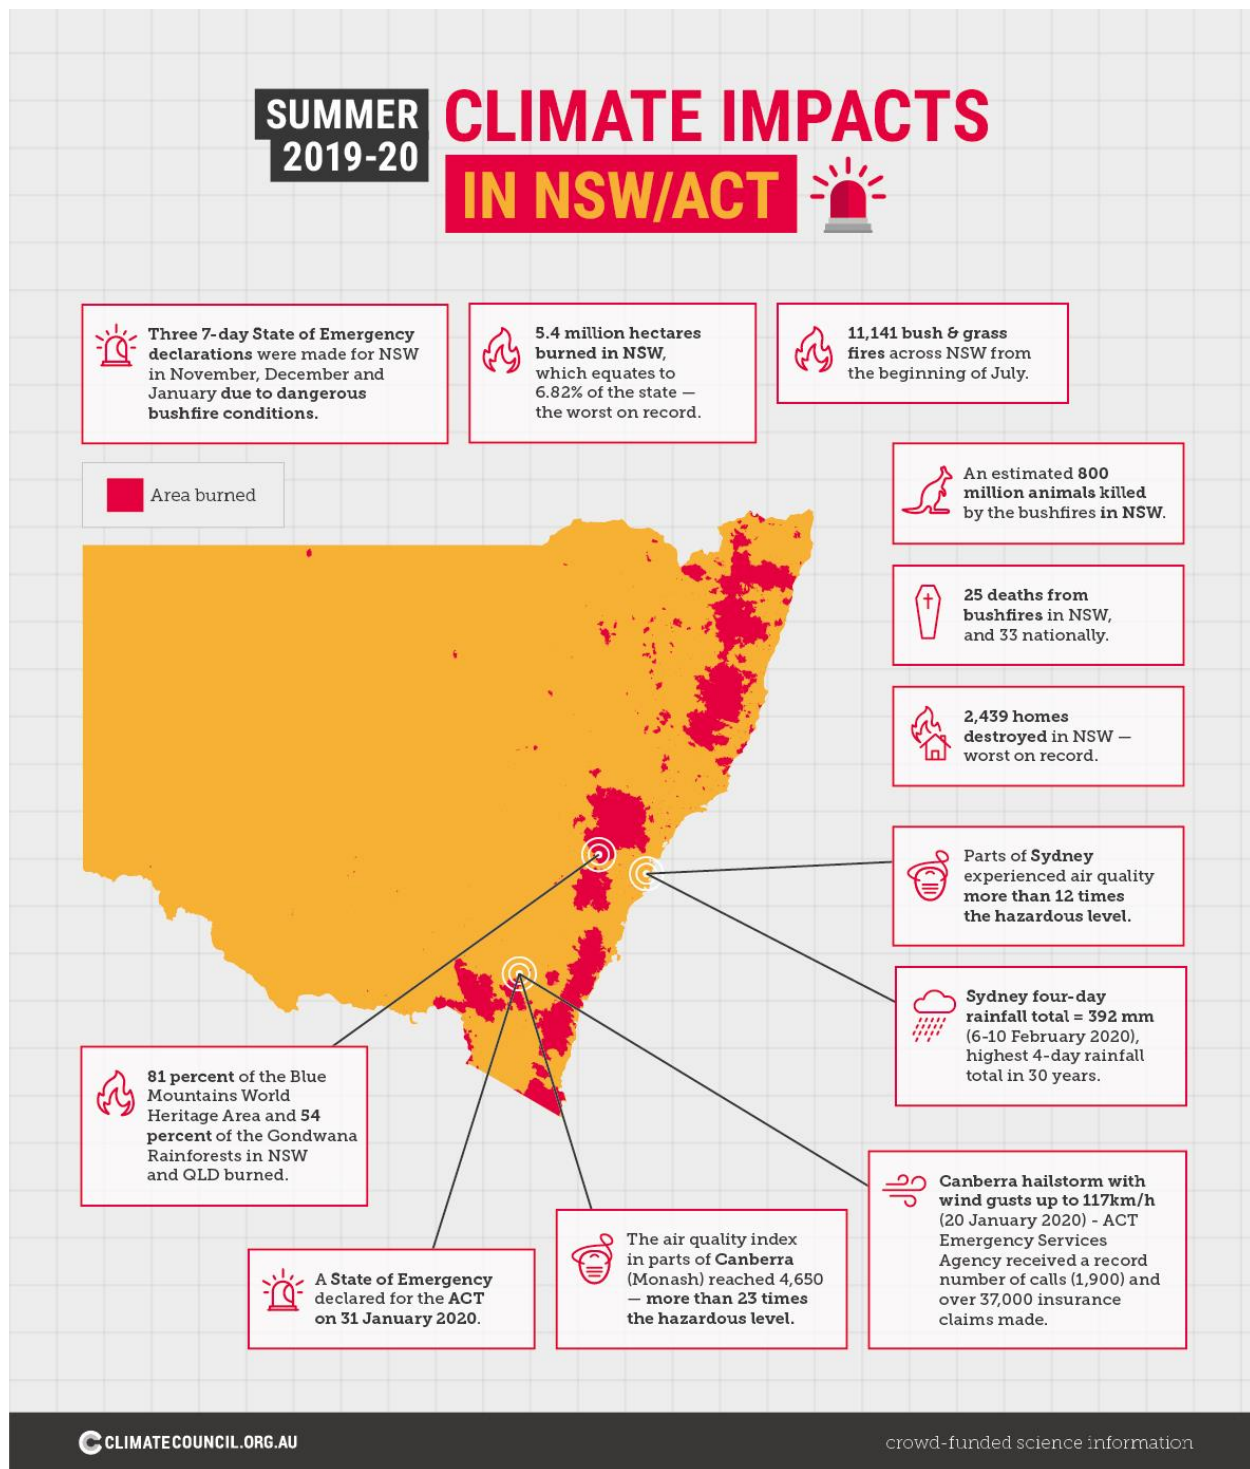 SUMMER
2019-20
CLIMATE IMPACTS
IN NSW/ACT
Three 7-day State of Emergency
declarations were made for NSW
in November, December and
January due to dangerous
bushfire conditions.
5.4 million hectares
burned in NSW,
which equates to
6.82% of the state —
the worst on record.
11,141 bush & grass
fires across NSW from
the beginning of July.
Area burned
An estimated 800
million animals killed
by the bushfires in NSW.
25 deaths from
bushfires in NSW,
and 33 nationally.
2,439 homes
destroyed in NSW —
worst on record.
Parts of Sydney
experienced air quality
more than 12 times
the hazardous level.
Sydney four-day
rainfall total = 392 mm
(6-10 February 2020),
highest 4-day rainfall
total in 30 years.
81 percent of the Blue
Mountains World
Heritage Area and 54
percent of the Gondwana
Rainforests in NSW
and QLD burned.
A State of Emergency
declared for the ACT
on 31 January 2020.
The air quality index
in parts of Canberra
(Monash) reached 4,650
— more than 23 times
the hazardous level.
Canberra hailstorm with
wind gusts up to 117km/h
(20 January 2020) - ACT
Emergency Services
Agency received a record
number of calls (1,900) and
over 37,000 insurance
claims made.
CLIMATECOUNCIL.ORG.AU
crowd-funded science information